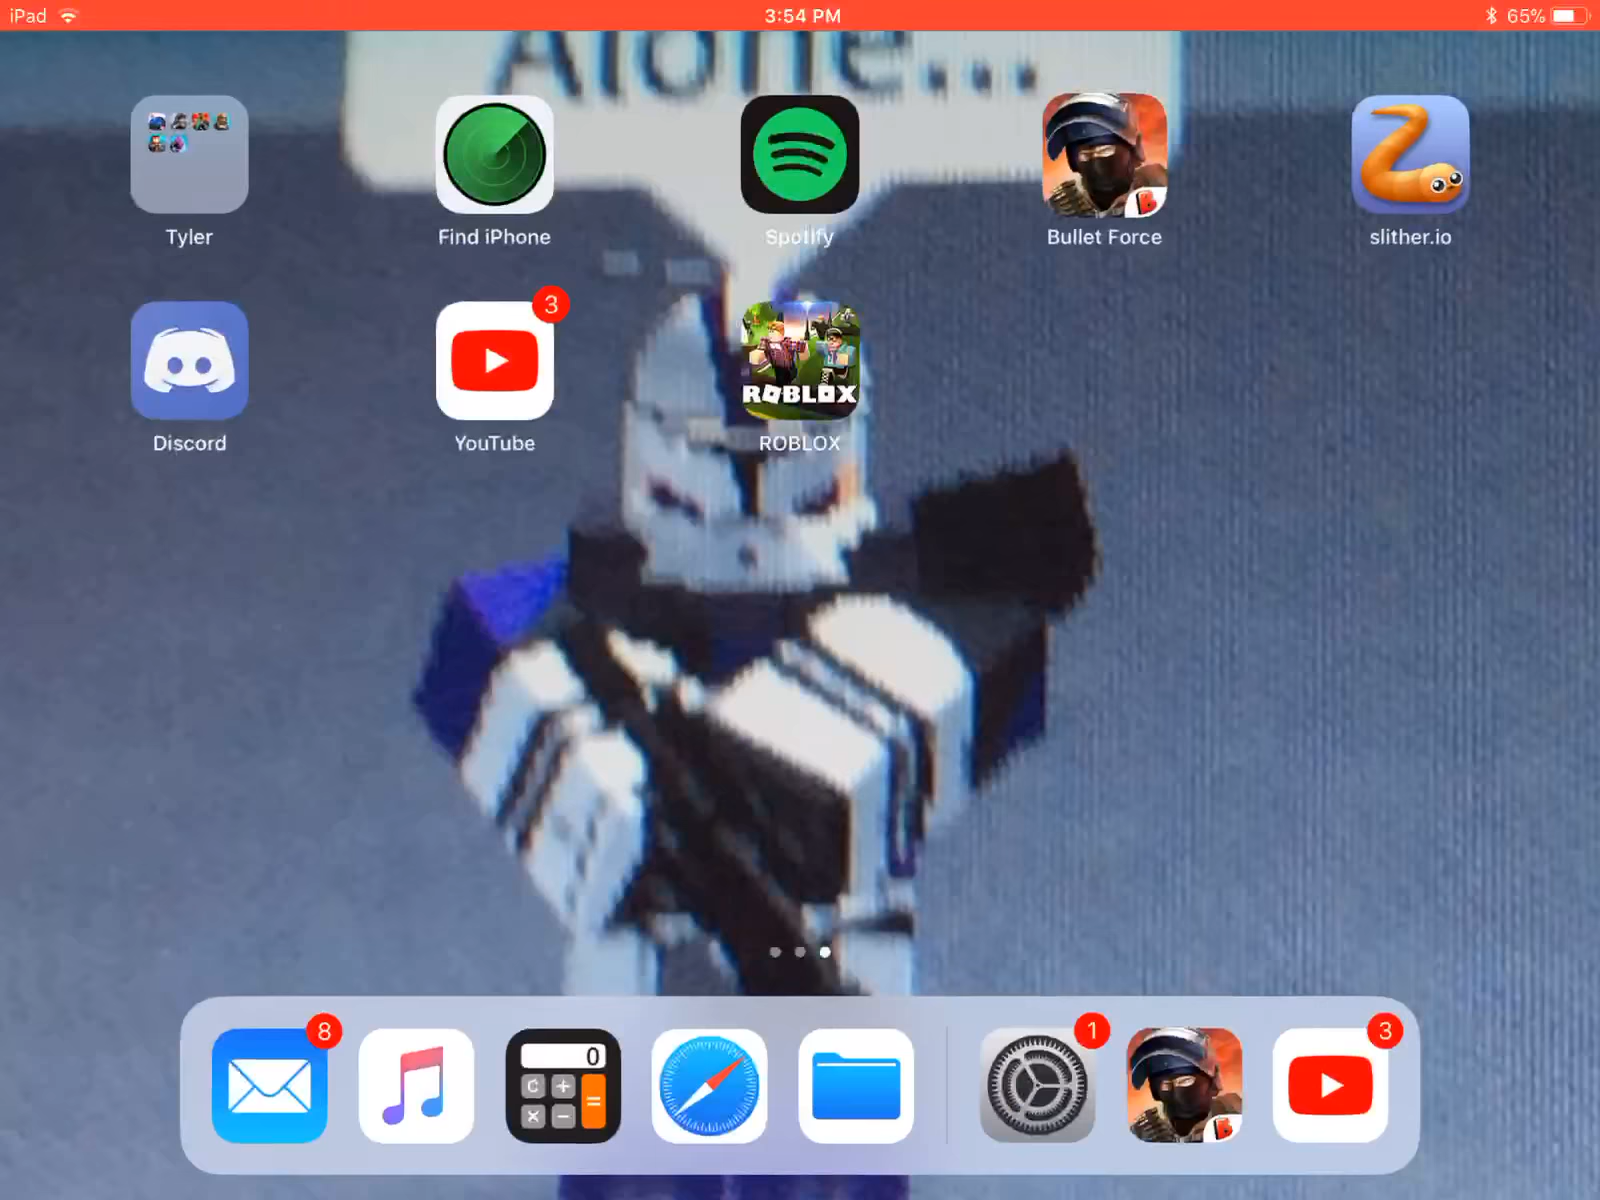 iPad 3:54 PM 65%
Alone...
Tyler Find iPhone Spotify Bullet Force slither.io
3
ROBLOX
Discord YouTube ROBLOX
8 1 3
0
C +
= 
× −